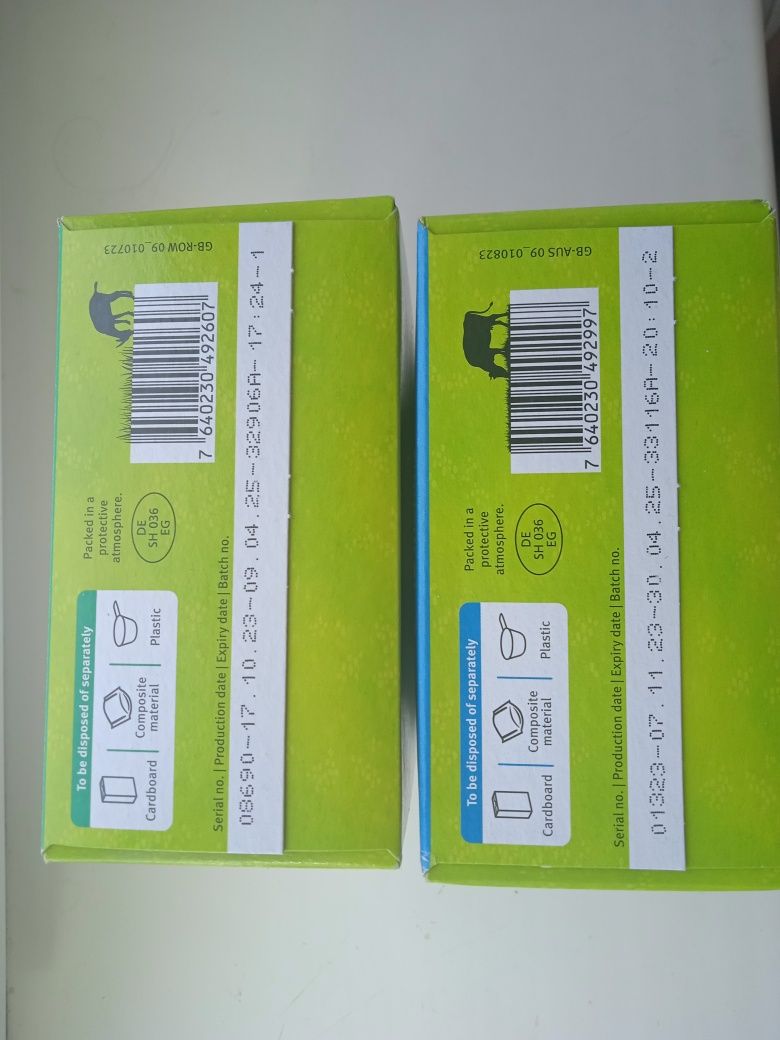 To be disposed of separately
Cardboard
Composite
material
Plastic
Packed in a
protective
atmosphere.
DE
SH 036
EG
7 640230 492607
GB-ROW 09_010723
Serial no. | Production date | Expiry date | Batch no.
08690-17.10.23-09.04.25-32906A-17:24-1
To be disposed of separately
Cardboard
Composite
material
Plastic
Packed in a
protective
atmosphere.
DE
SH 036
EG
7 640230 492997
GB-AUS 09_010823
Serial no. | Production date | Expiry date | Batch no.
01323-07.11.23-30.04.25-33116A-20:10-2